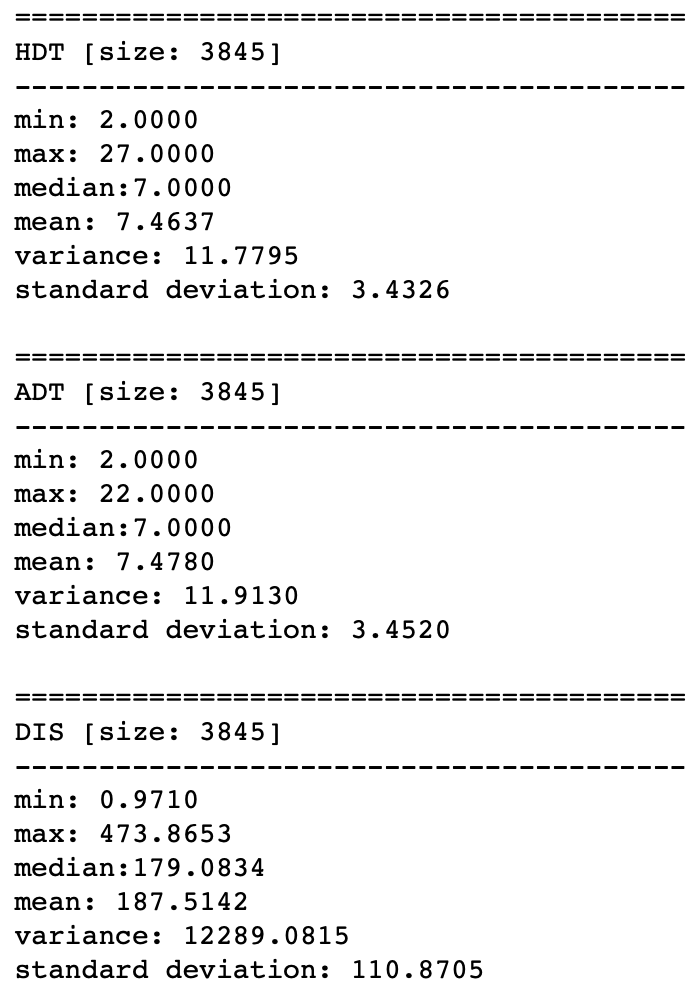 ========================================
HDT [size: 3845]
----------------------------------------
min: 2.0000
max: 27.0000
median:7.0000
mean: 7.4637
variance: 11.7795
standard deviation: 3.4326
========================================
ADT [size: 3845]
----------------------------------------
min: 2.0000
max: 22.0000
median:7.0000
mean: 7.4780
variance: 11.9130
standard deviation: 3.4520
========================================
DIS [size: 3845]
----------------------------------------
min: 0.9710
max: 473.8653
median:179.0834
mean: 187.5142
variance: 12289.0815
standard deviation: 110.8705